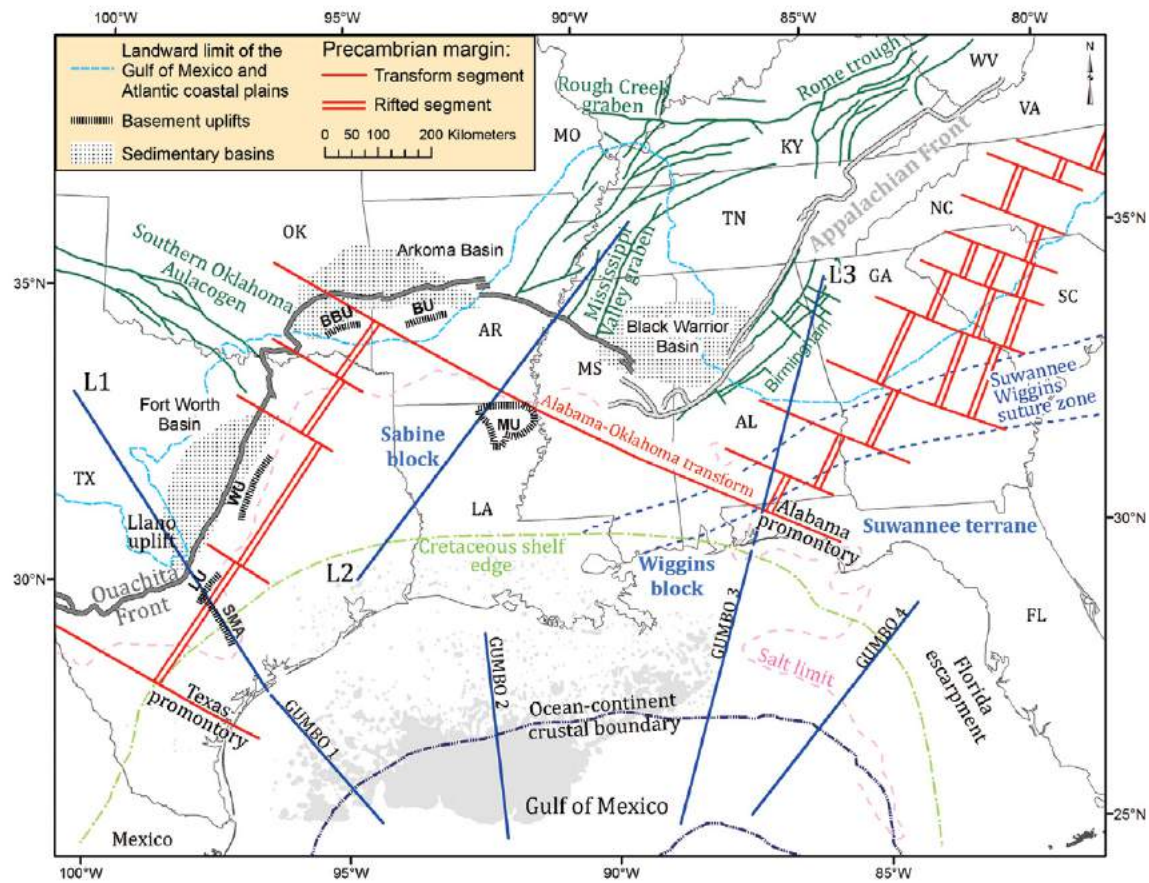 100°W
95°W
90°W
85°W
80°W
Landward limit of the
Gulf of Mexico and
Atlantic coastal plains
Basement uplifts
Sedimentary basins
Precambrian margin:
Transform segment
Rifted segment
0 50 100 200 Kilometers
N
WV
Rome trough
Rough Creek
graben
MO
VA
KY
Appalachian Front
TN
NC
35°N
OK
Arkoma Basin
Southern Oklahoma
Aulacogen
35°N
BBU
BU
AR
Mississippi
Valley graben
L3
GA
SC
Black Warrior
Basin
Birmingham
MS
L1
Fort Worth
Basin
Suwannee
Wiggins
suture zone
AL
Alabama-Oklahoma transform
MU
Sabine
block
TX
WU
LA
Llano
uplift
Alabama
promontory
Suwannee terrane
30°N
Cretaceous shelf
edge
Wiggins
block
30°N
L2
Ouachita
Front
LU
SMA
FL
GUMBO 3
GUMBO 4
GUMBO 2
Salt limit
Florida
escarpment
Texas
promontory
GUMBO 1
Ocean-continent
crustal boundary
Gulf of Mexico
25°N
Mexico
100°W
95°W
90°W
85°W